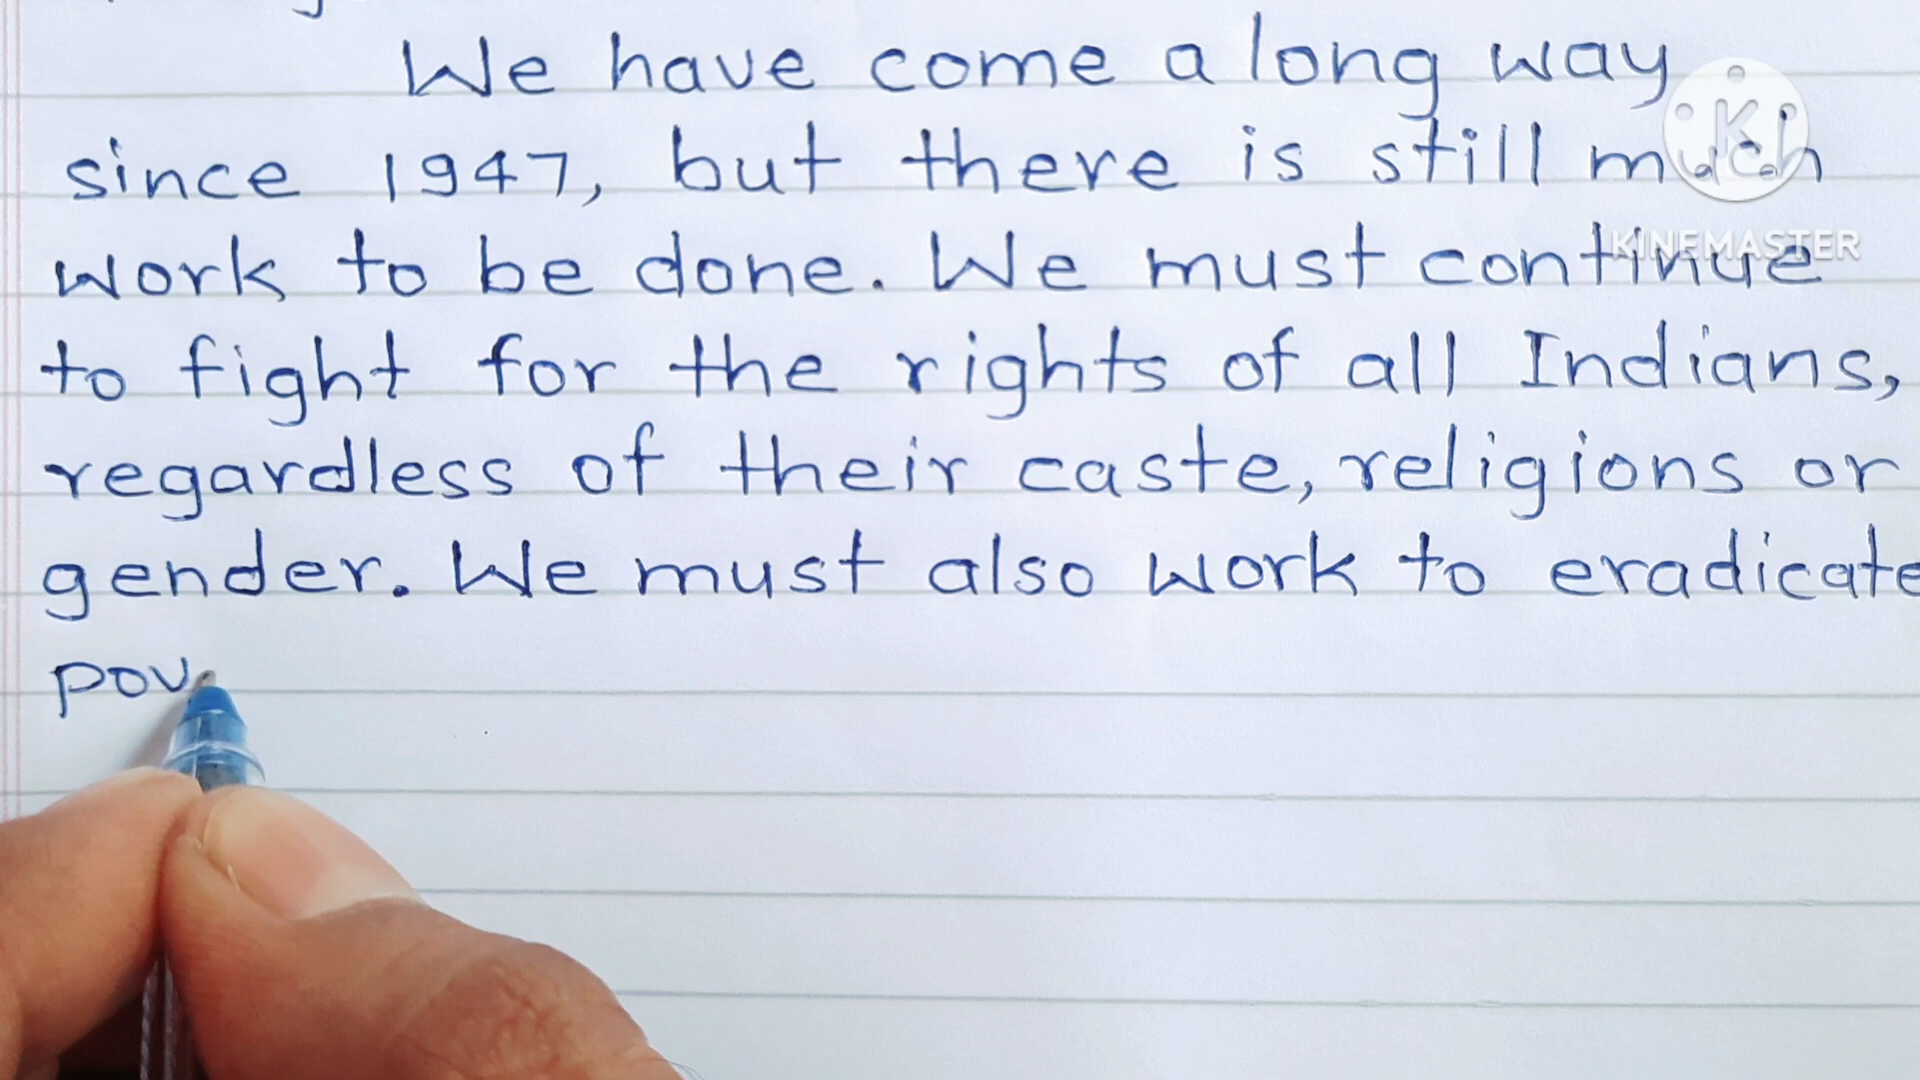 We have come a long way
since 1947, but there is still much
work to be done. We must continue
to fight for the rights of all Indians,
regardless of their caste, religions or
gender. We must also work to eradicate
pov
KINEMASTER